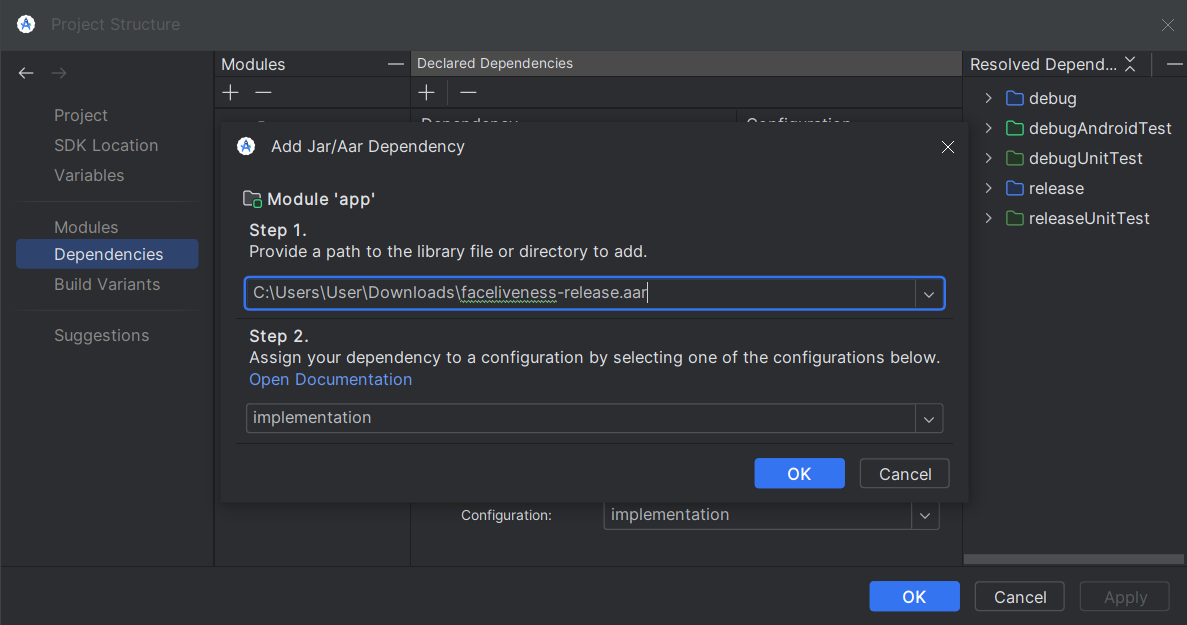 Project Structure
Project
SDK Location
Variables
Modules
Dependencies
Build Variants
Suggestions
Modules
Declared Dependencies
Dependency
Configuration
Resolved Depend...
debug
debugAndroidTest
debugUnitTest
release
releaseUnitTest
Add Jar/Aar Dependency
Module 'app'
Step 1.
Provide a path to the library file or directory to add.
C:\Users\User\Downloads\faceliveness-release.aar
Step 2.
Assign your dependency to a configuration by selecting one of the configurations below.
Open Documentation
implementation
OK
Cancel
Configuration:
implementation
OK
Cancel
Apply